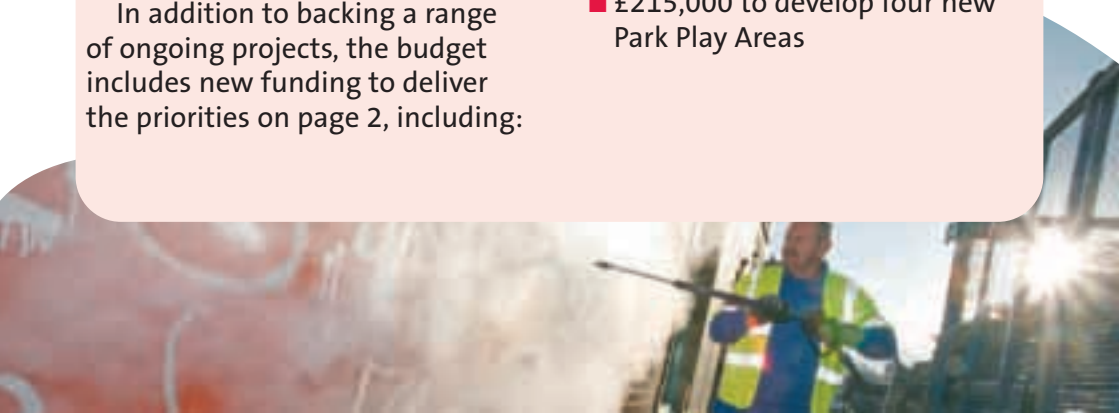 In addition to backing a range
of ongoing projects, the budget
includes new funding to deliver
the priorities on page 2, including:
£215,000 to develop four new
Park Play Areas